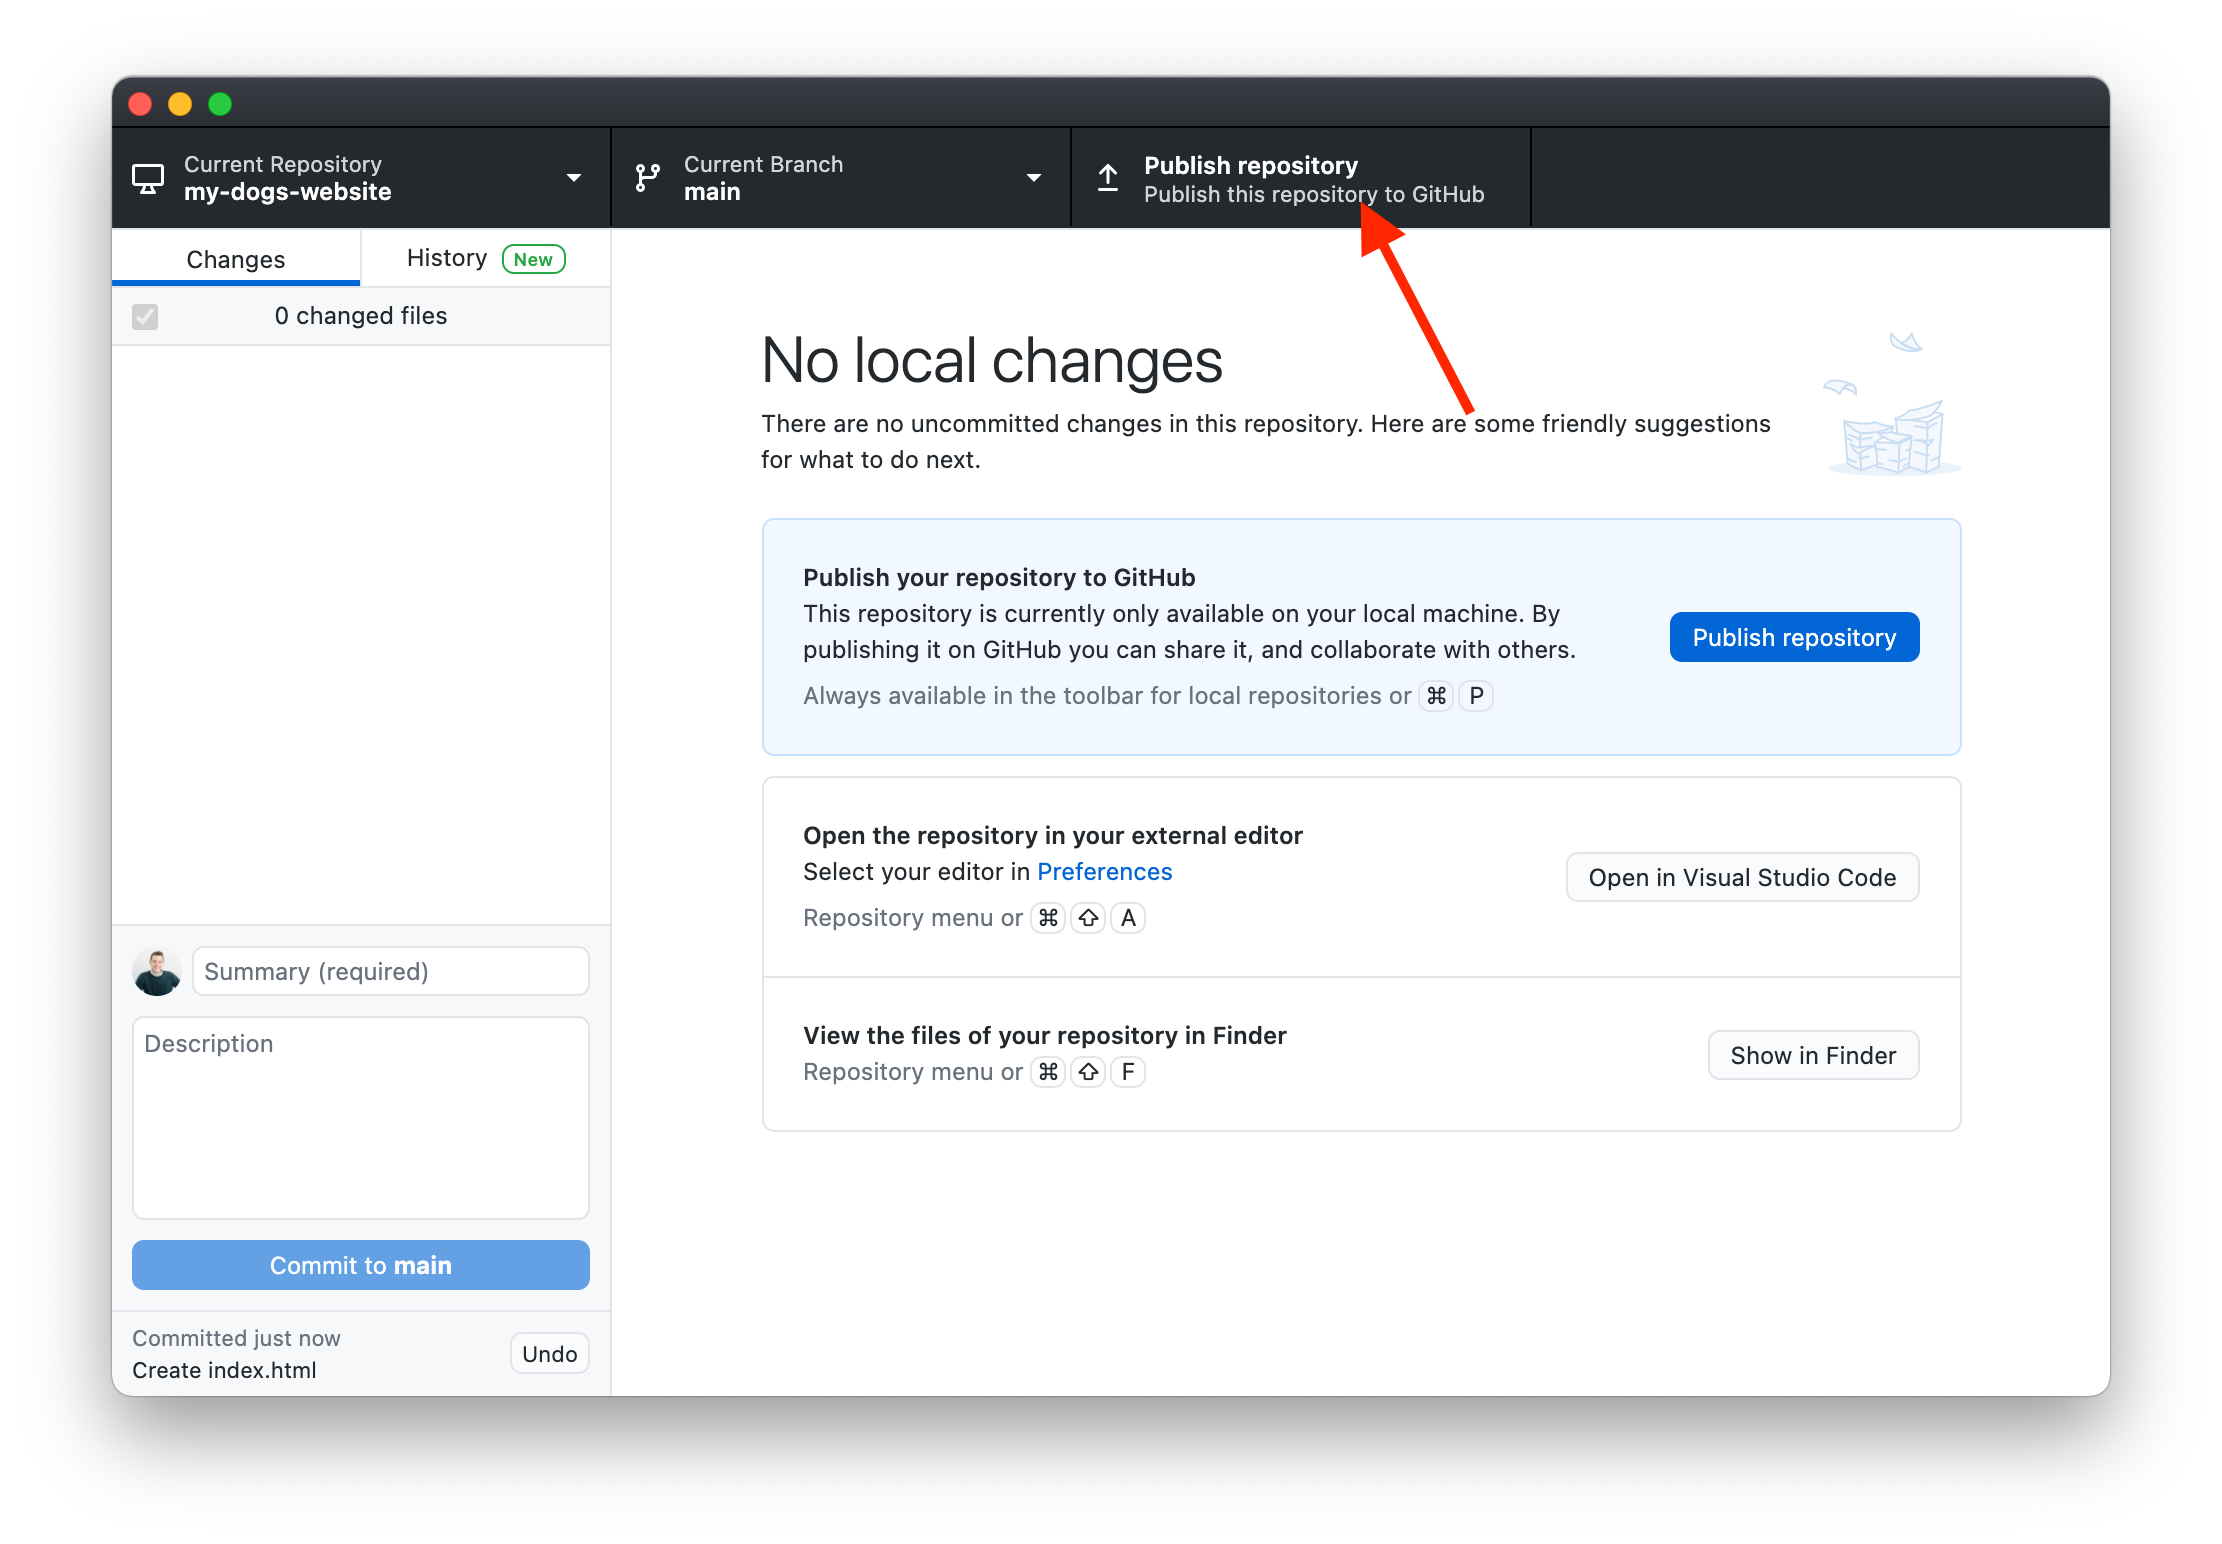 Current Repository
my-dogs-website
Current Branch
main
Publish repository
Publish this repository to GitHub
Changes
History New
0 changed files
No local changes
There are no uncommitted changes in this repository. Here are some friendly suggestions
for what to do next.
Publish your repository to GitHub
This repository is currently only available on your local machine. By
publishing it on GitHub you can share it, and collaborate with others.
Always available in the toolbar for local repositories or ⌘ P
Publish repository
Open the repository in your external editor
Select your editor in Preferences
Repository menu or ⌘ ⇧ A
Open in Visual Studio Code
View the files of your repository in Finder
Repository menu or ⌘ ⇧ F
Show in Finder
Summary (required)
Description
Commit to main
Committed just now
Create index.html
Undo